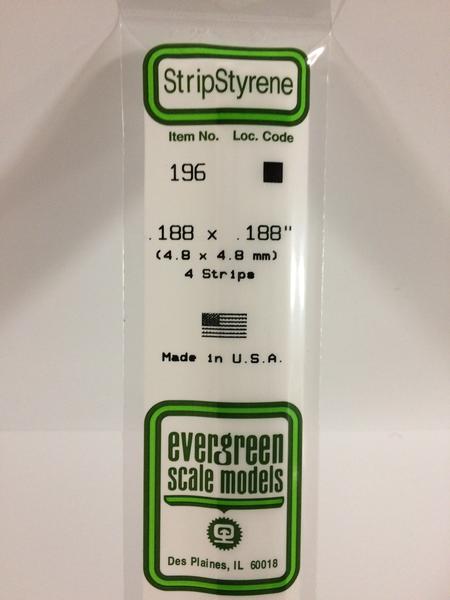 StripStyrene
Item No. Loc. Code
196
.188 x .188"
(4.8 x 4.8 mm)
4 Strips
Made in U.S.A.
evergreen
scale models
Des Plaines, IL 60018